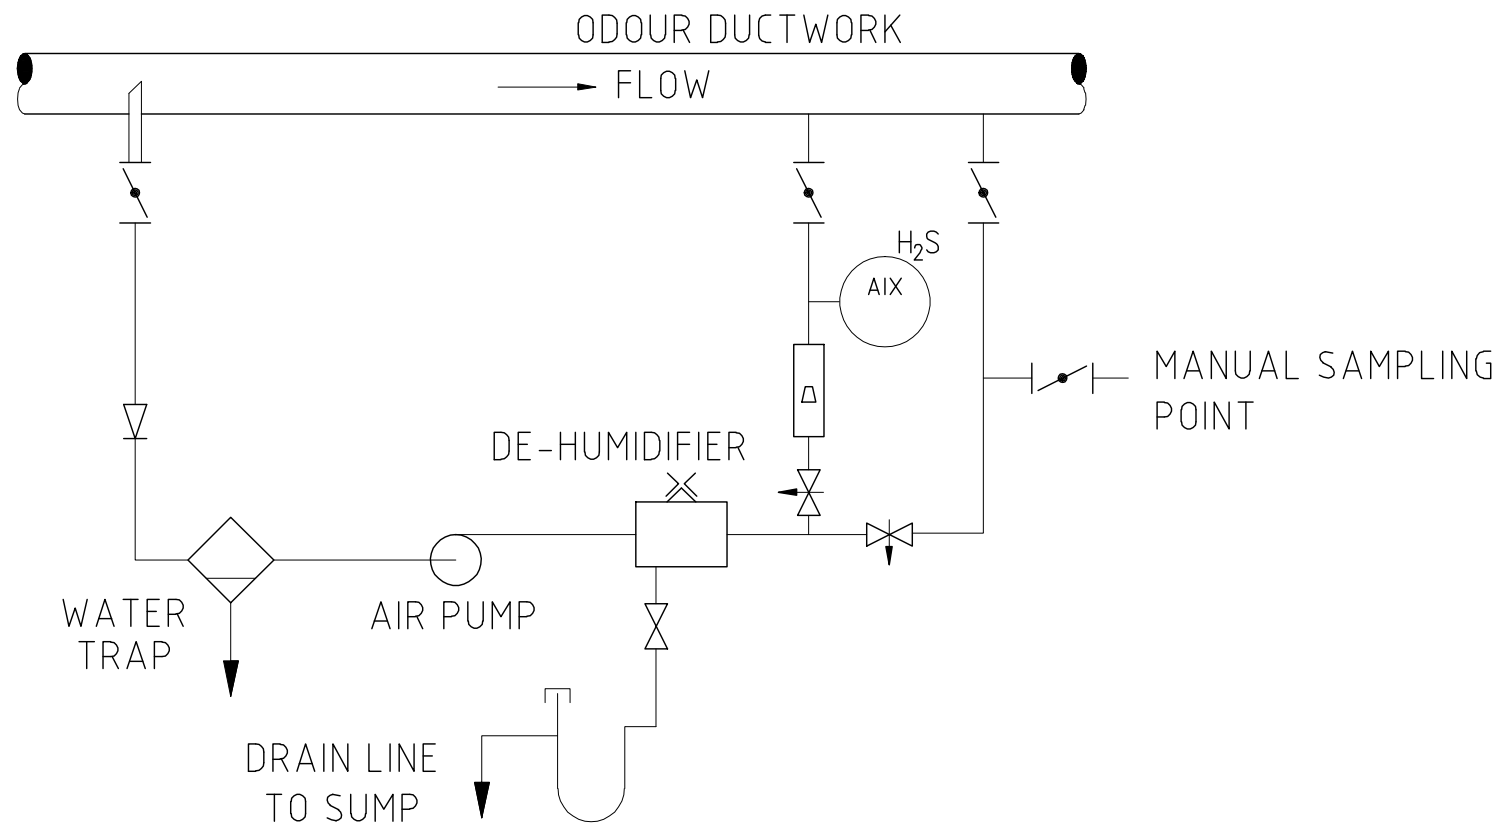 ODOUR DUCTWORK
FLOW
H₂S
AIX
MANUAL SAMPLING
POINT
DE-HUMIDIFIER
WATER
TRAP
AIR PUMP
DRAIN LINE
TO SUMP